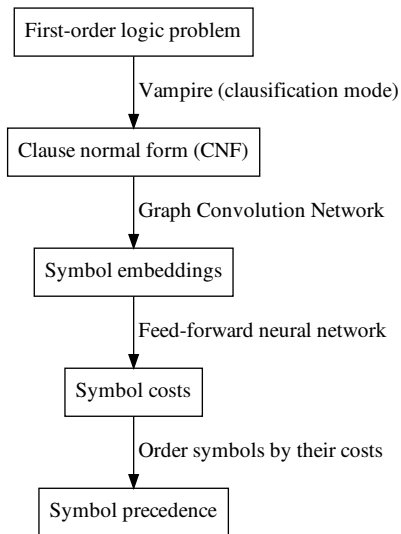 First-order logic problem
Vampire (clausification mode)
Clause normal form (CNF)
Graph Convolution Network
Symbol embeddings
Feed-forward neural network
Symbol costs
Order symbols by their costs
Symbol precedence